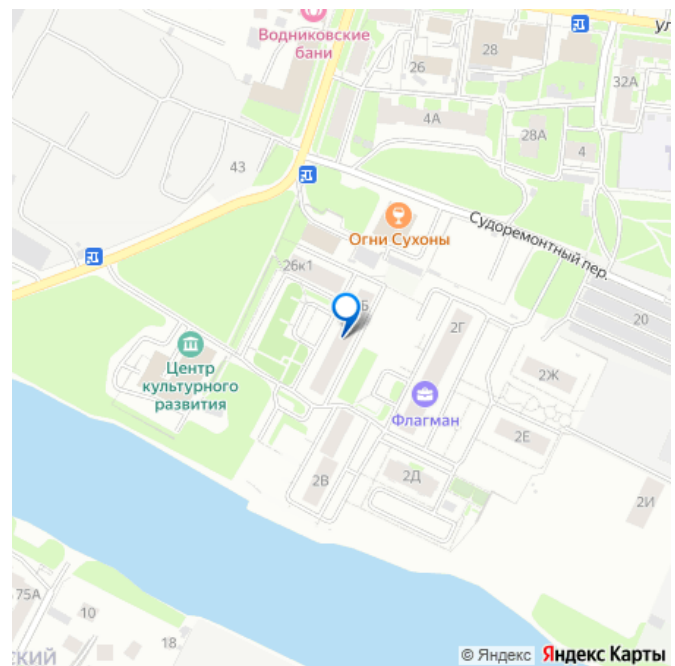 ул
Водниковские
бани
28
26
32А
4А
28А
4
43
Судоремонтный пер.
Огни Сухоны
26к1
Б
2Г
20
Центр
культурного
развития
2Ж
Флагман
2Е
2В
2Д
2И
75А
10
18
СКИЙ
© Яндекс Яндекс Карты